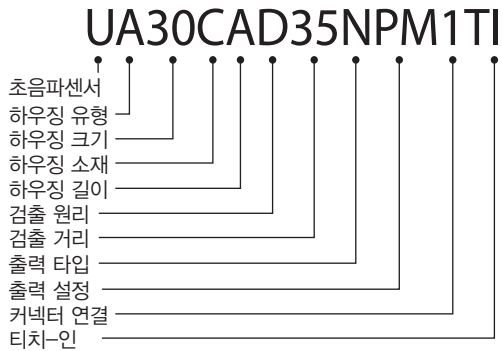 UA30CAD35NPM1TI
초음파센서
하우징 유형
하우징 크기
하우징 소재
하우징 길이
검출 원리
검출 거리
출력 타입
출력 설정
커넥터 연결
티치-인